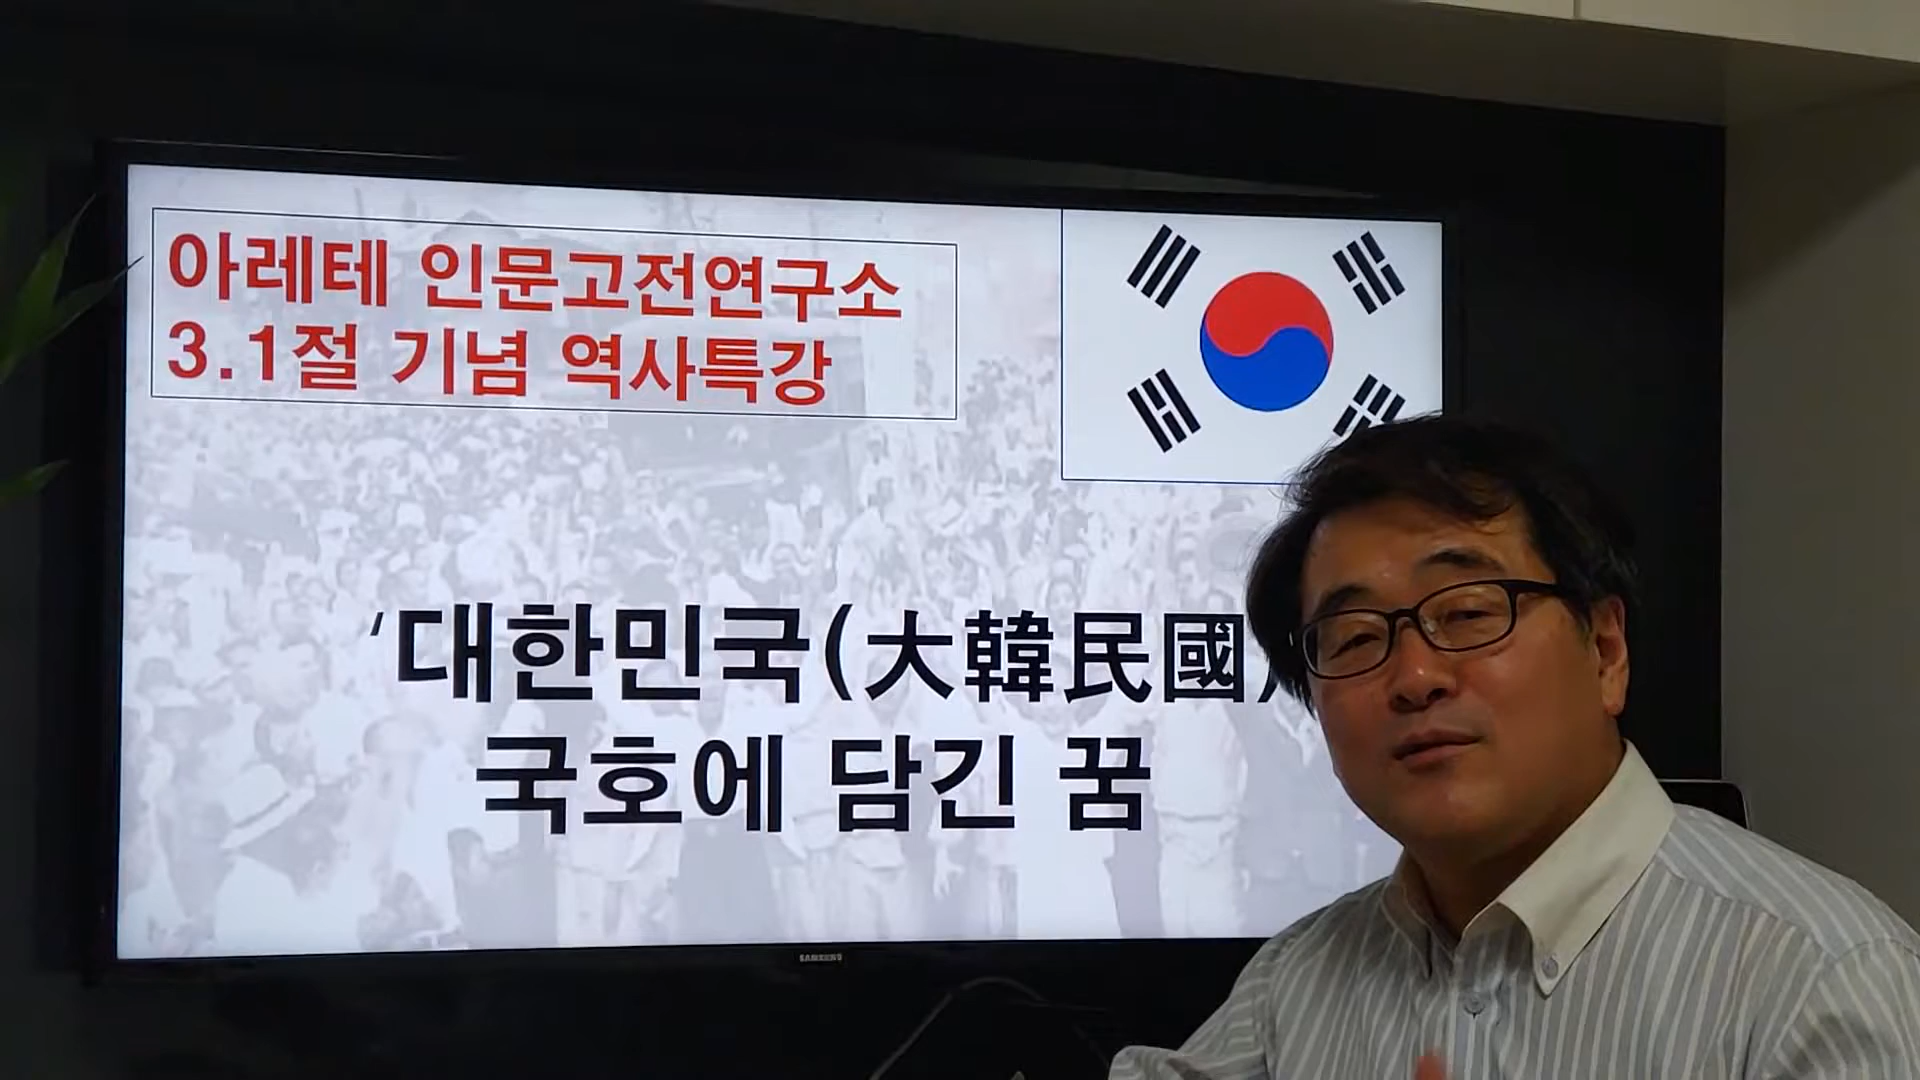 아레테 인문고전연구소
3.1절 기념 역사특강
‘대한민국(大韓民國)
국호에 담긴 꿈
SAMSUNG